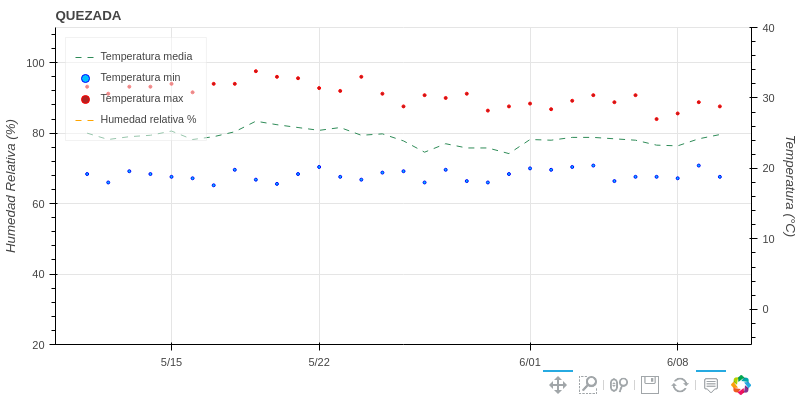 QUEZADA
Temperatura media
Temperatura min
Temperatura max
Humedad relativa %
Humedad Relativa (%)
100
80
60
40
20
Temperatura (°C)
40
30
20
10
0
5/15
5/22
6/01
6/08